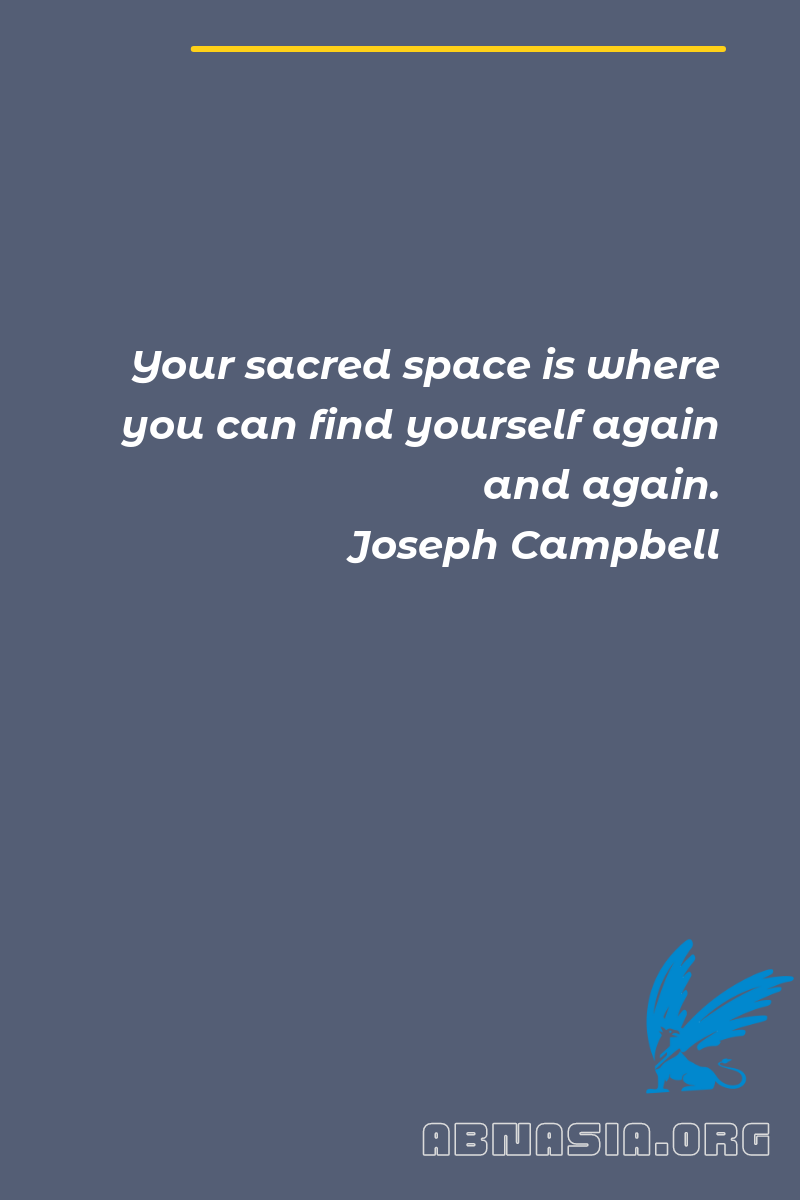 Your sacred space is where
you can find yourself again
and again.
Joseph Campbell
ABNASIA.ORG